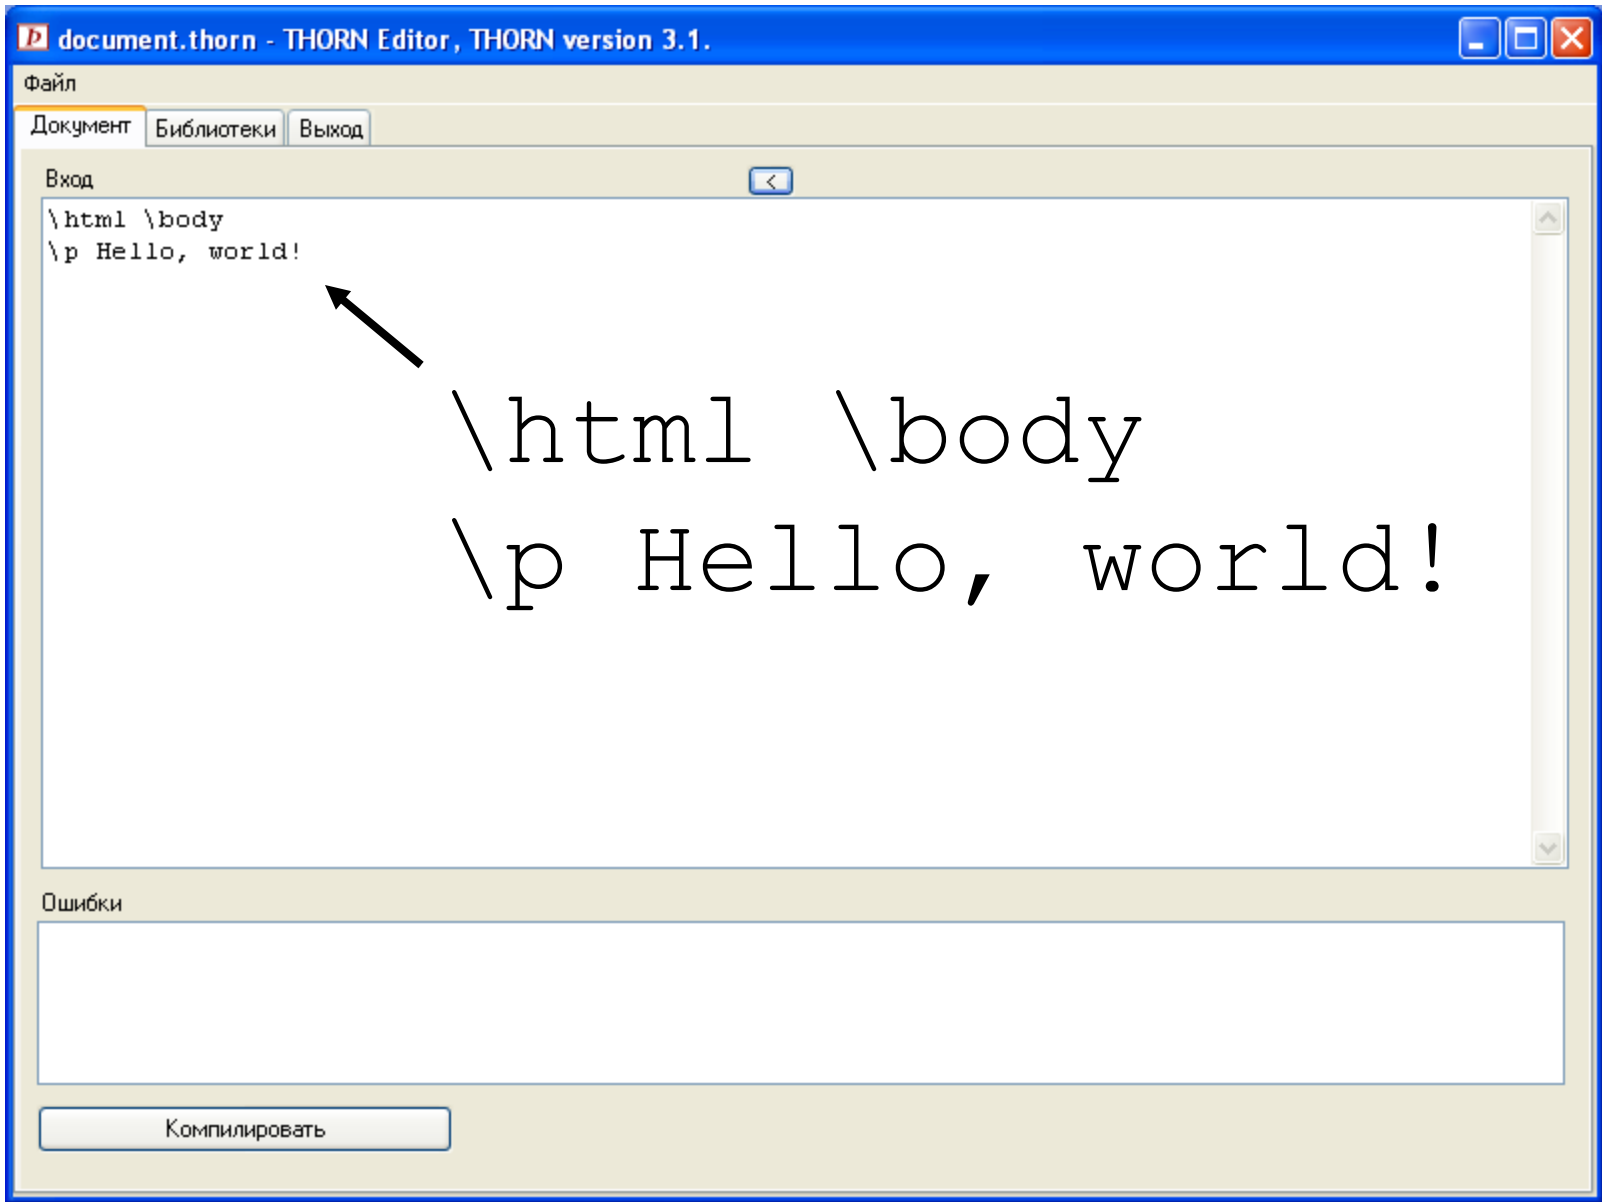 document.thorn - THORN Editor, THORN version 3.1.
Файл
Документ Библиотеки Выход
Вход <
\html \body
\p Hello, world!
\html \body
\p Hello, world!
Ошибки
Компилировать